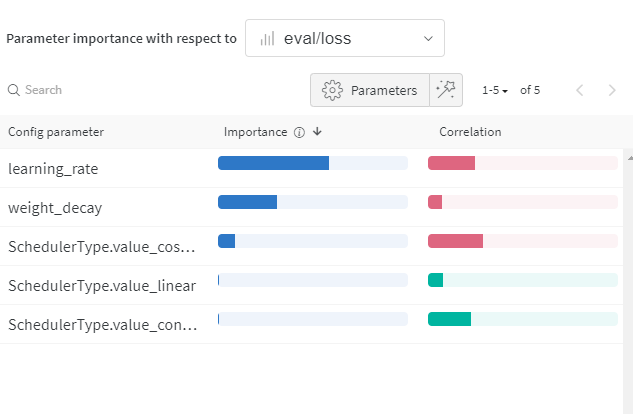 Parameter importance with respect to eval/loss
Search Parameters 1-5 of 5
Config parameter Importance Correlation
learning_rate
weight_decay
SchedulerType.value_cos...
SchedulerType.value_linear
SchedulerType.value_con...